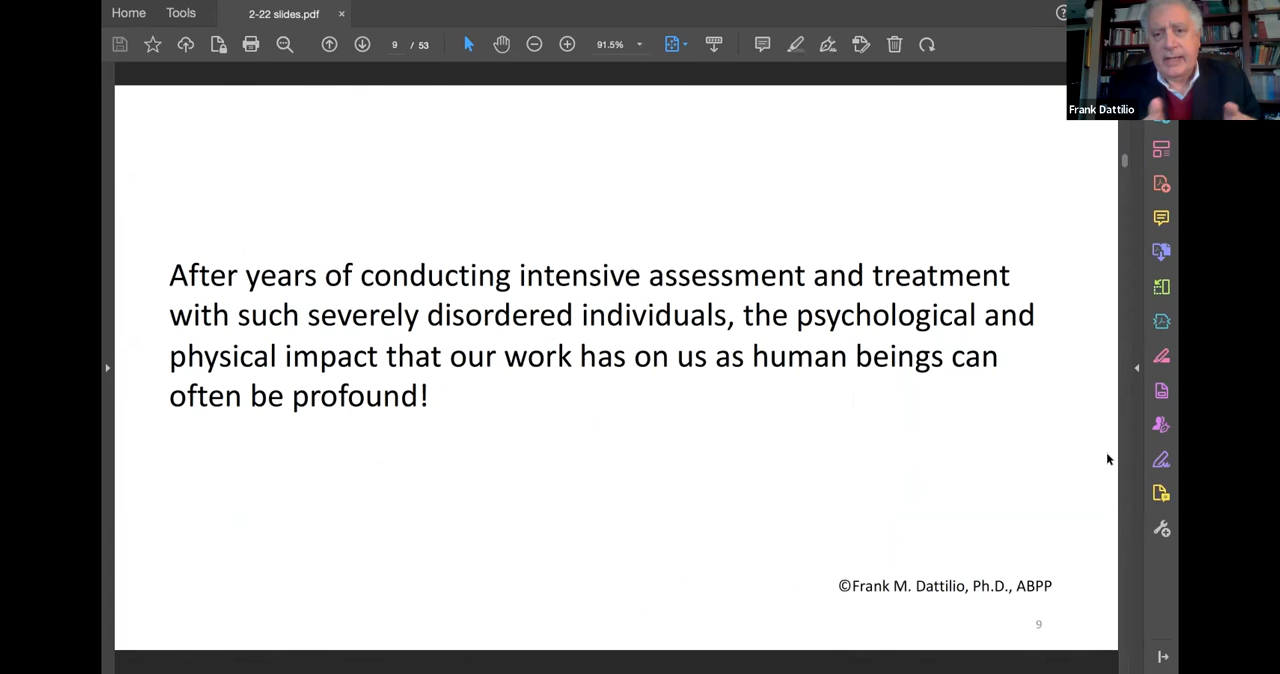 Home Tools 2-22 slides.pdf ×
9 / 53 91.5%
Frank Dattilio
After years of conducting intensive assessment and treatment
with such severely disordered individuals, the psychological and
physical impact that our work has on us as human beings can
often be profound!
©Frank M. Dattilio, Ph.D., ABPP
9